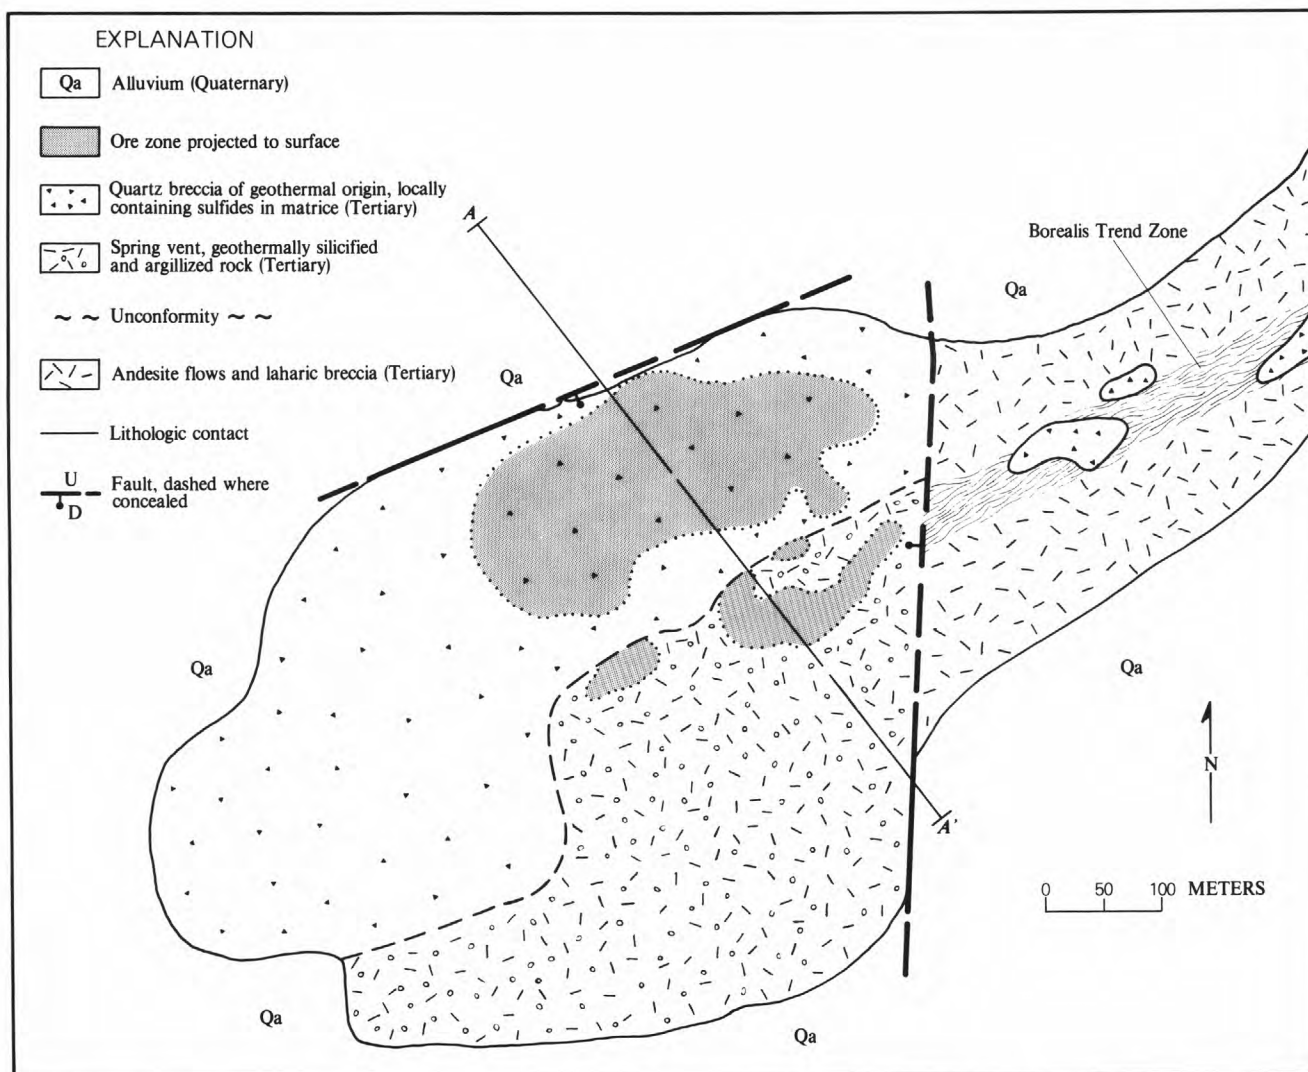 EXPLANATION
Qa Alluvium (Quaternary)
Ore zone projected to surface
Quartz breccia of geothermal origin, locally
containing sulfides in matrice (Tertiary)
Spring vent, geothermally silicified
and argillized rock (Tertiary)
Unconformity
Andesite flows and laharic breccia (Tertiary)
Lithologic contact
U
D
Fault, dashed where
concealed
A
Borealis Trend Zone
Qa
Qa
Qa
Qa
N
A'
0 50 100 METERS
Qa
Qa